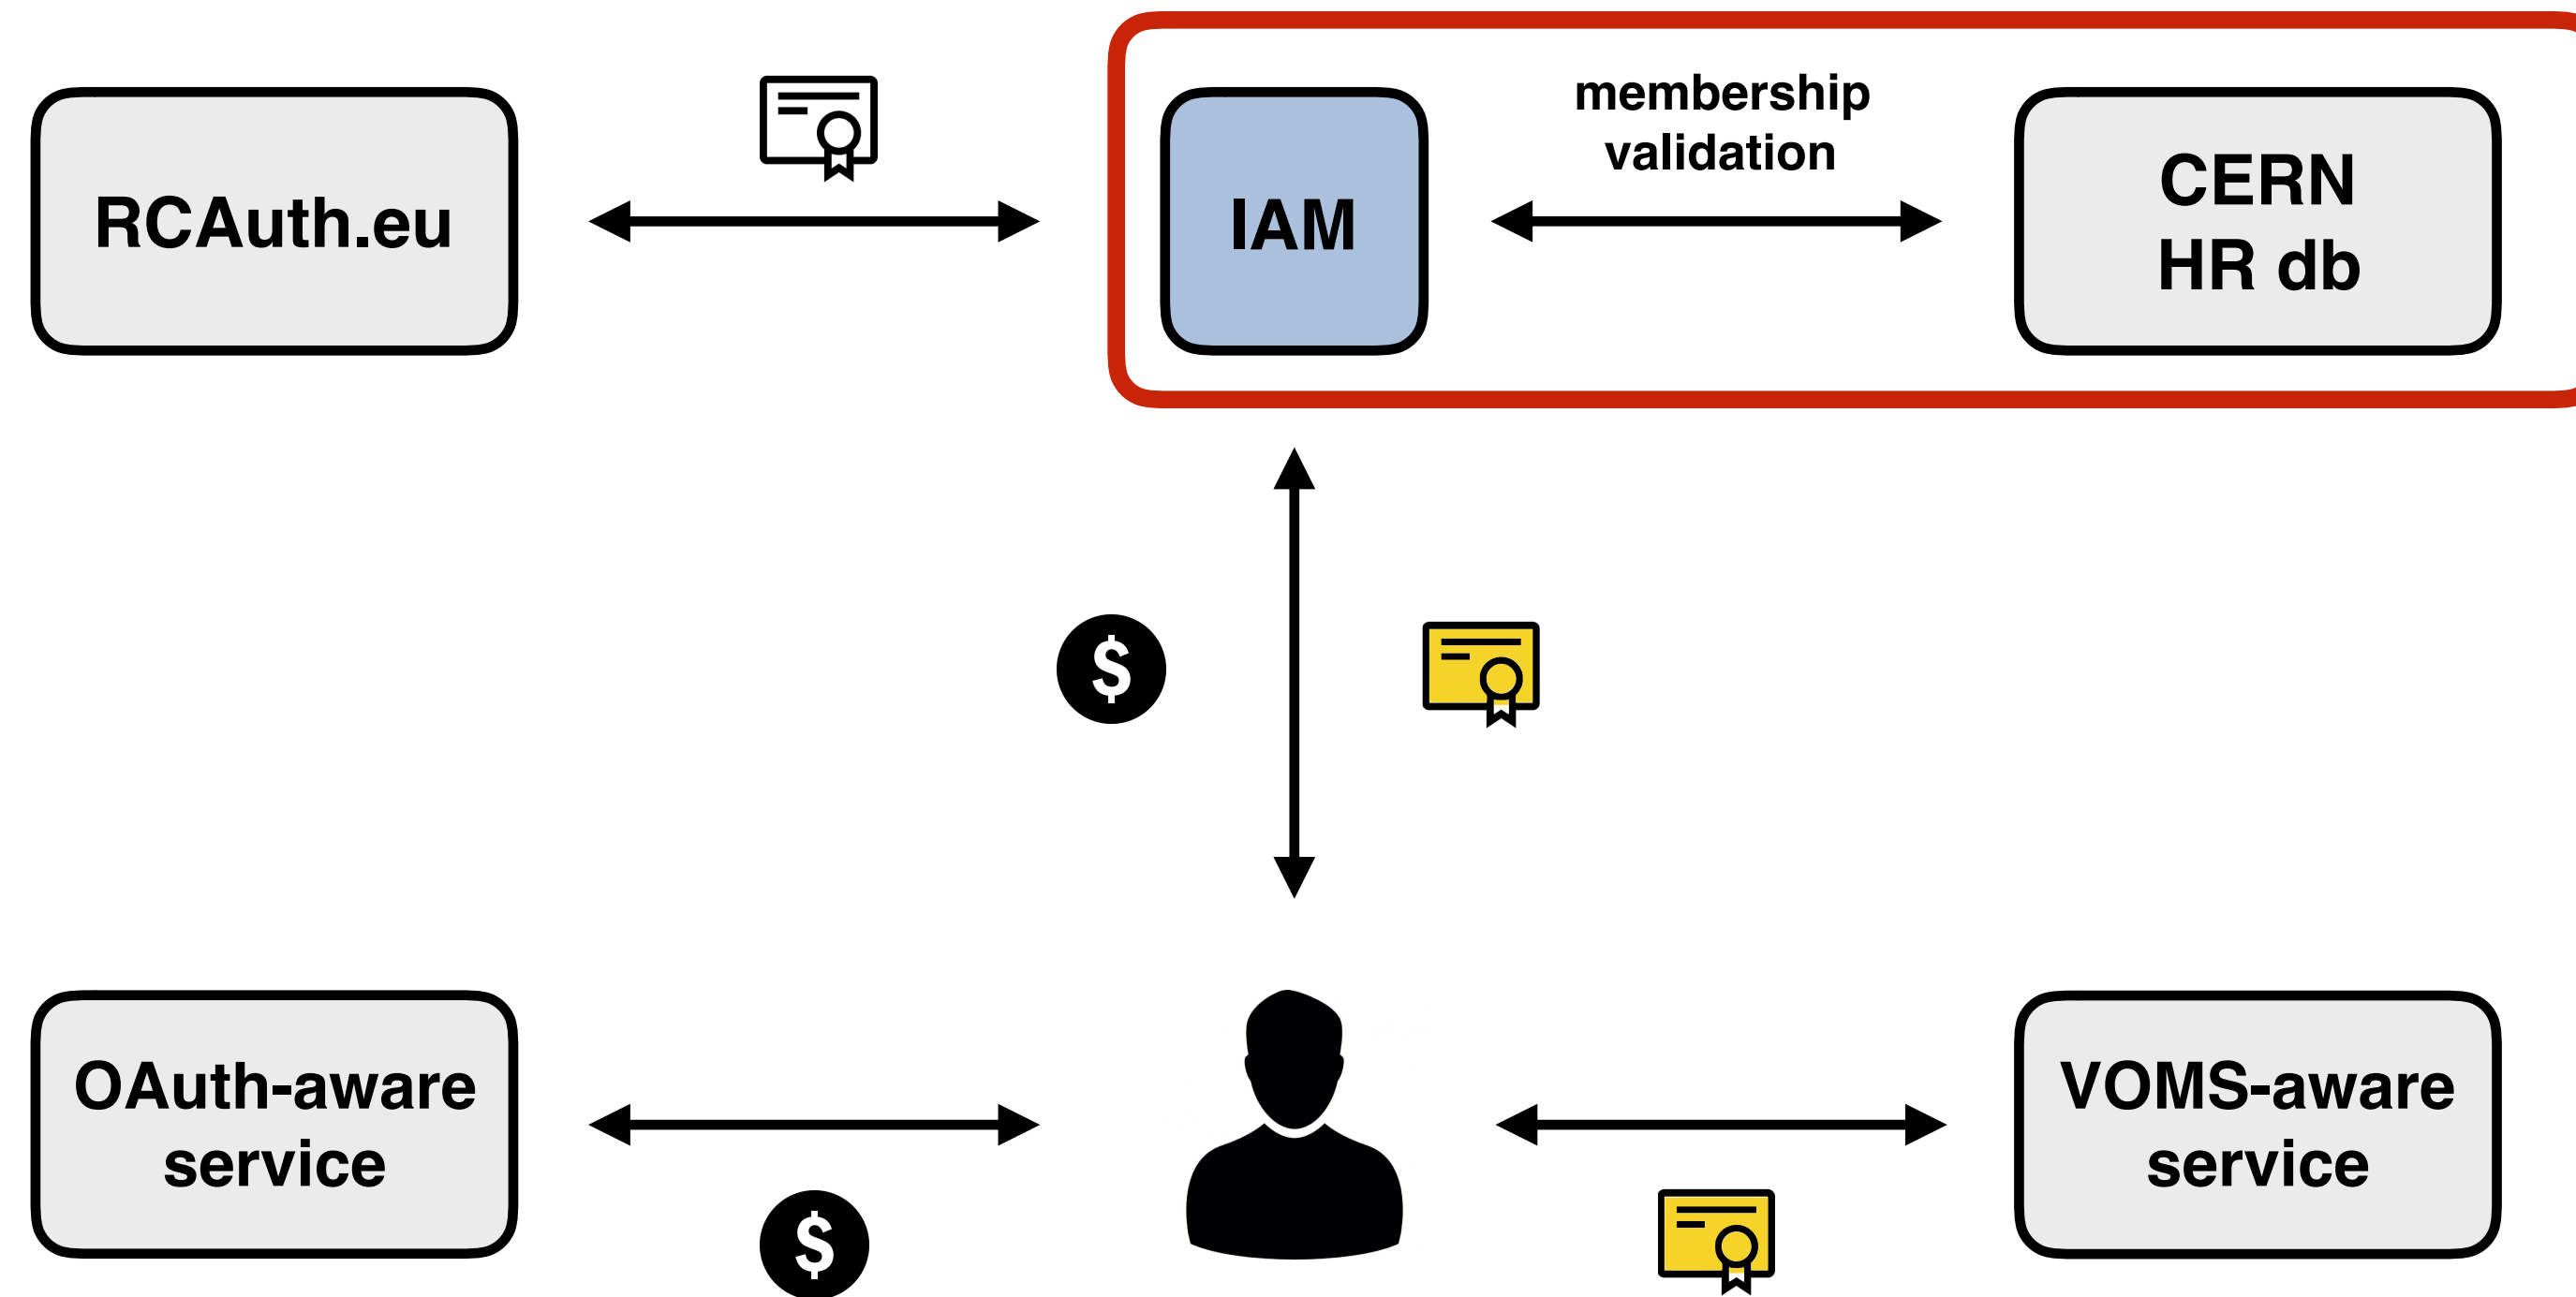 RCAuth.eu
IAM
membership
validation
CERN
HR db
$
$
OAuth-aware
service
VOMS-aware
service